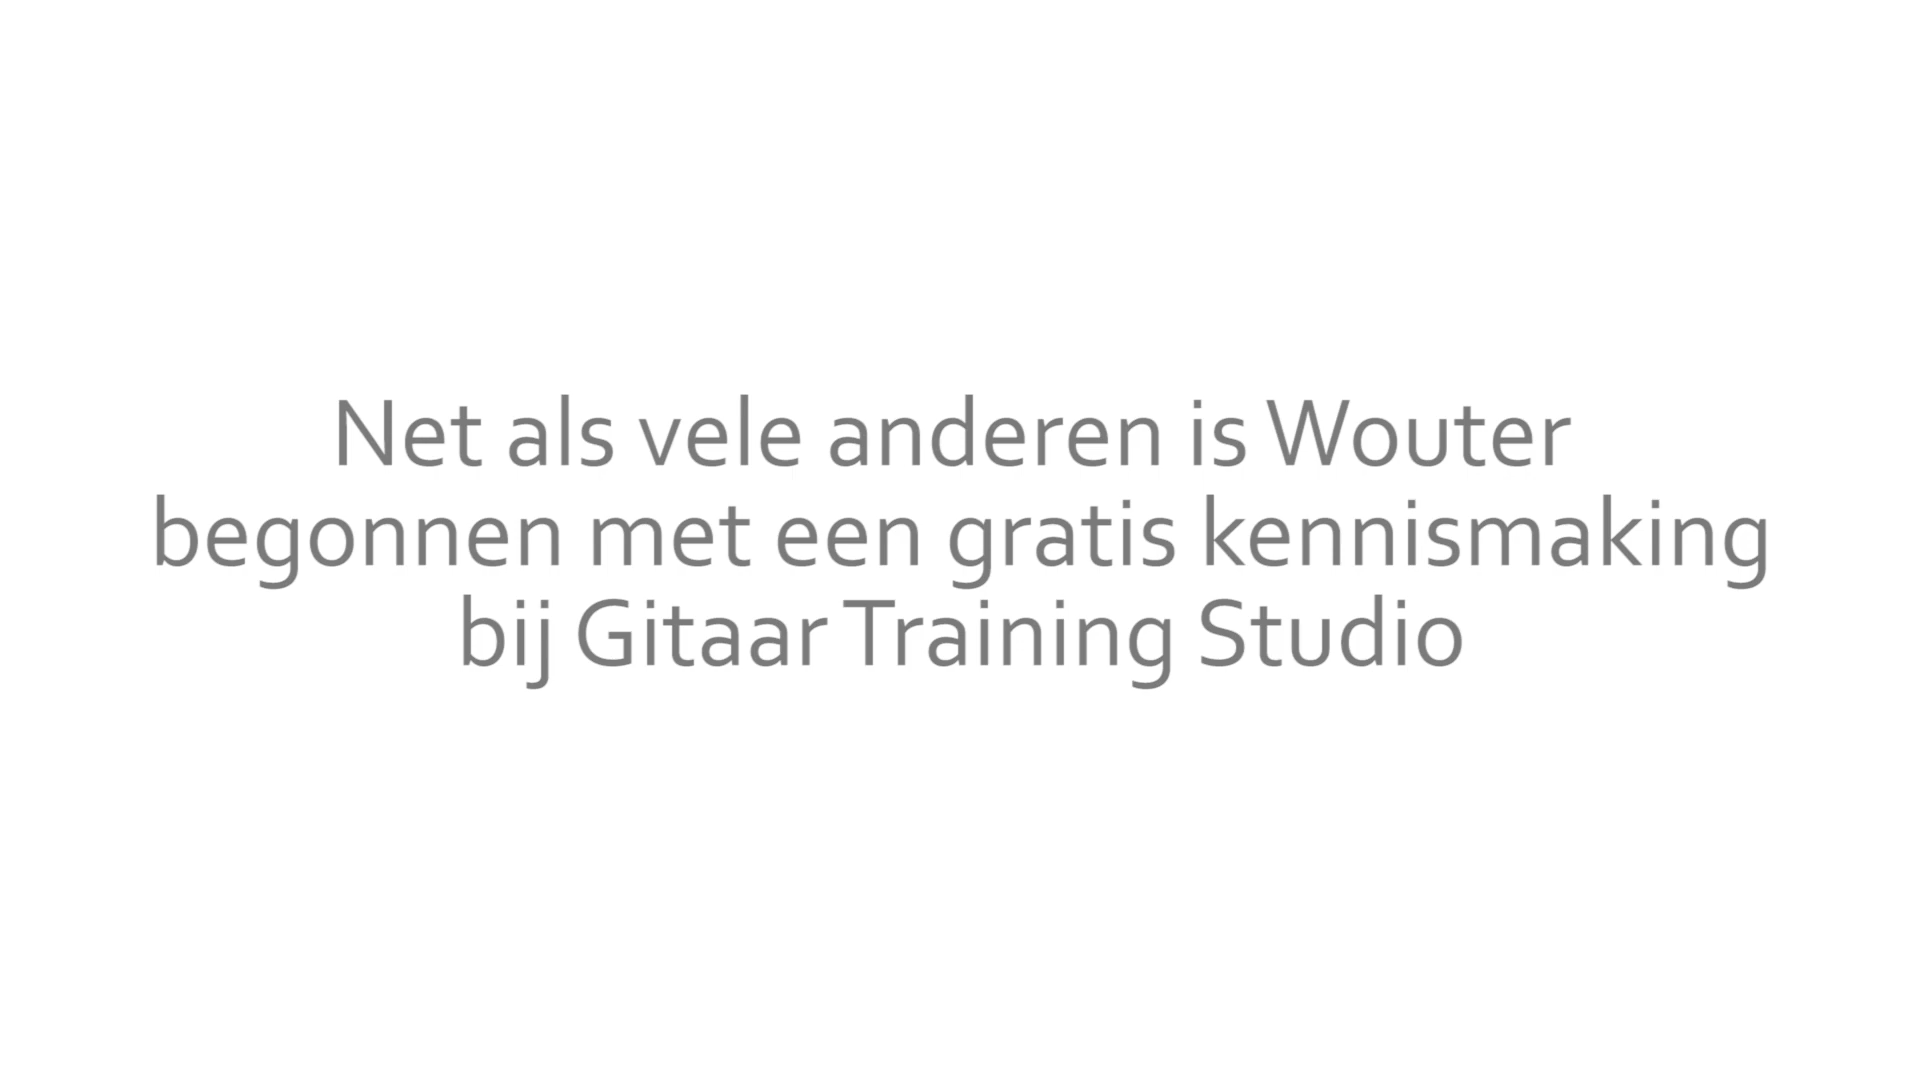 Net als vele anderen is Wouter
begonnen met een gratis kennismaking
bij Gitaar Training Studio